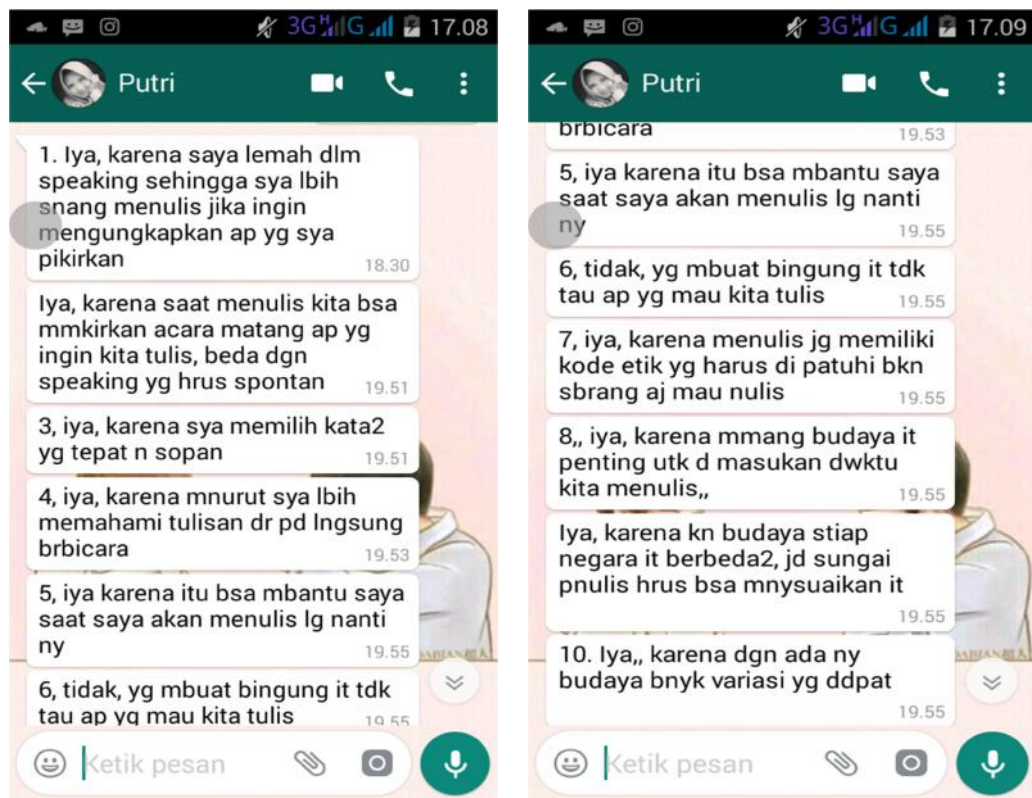 3G H G 17.08
Putri
1. Iya, karena saya lemah dlm
speaking sehingga sya lbih
snang menulis jika ingin
mengungkapkan ap yg sya
pikirkan
18.30
Iya, karena saat menulis kita bsa
mmkirkan acara matang ap yg
ingin kita tulis, beda dgn
speaking yg hrus spontan
19.51
3, iya, karena sya memilih kata2
yg tepat n sopan
19.51
4, iya, karena mnurut sya lbih
memahami tulisan dr pd lngsung
brbicara
19.53
5, iya karena itu bsa mbantu saya
saat saya akan menulis lg nanti
ny
19.55
6, tidak, yg mbuat bingung it tdk
tau ap yg mau kita tulis
19.55
Ketik pesan
3G H G 17.09
Putri
brbicara
19.53
5, iya karena itu bsa mbantu saya
saat saya akan menulis lg nanti
ny
19.55
6, tidak, yg mbuat bingung it tdk
tau ap yg mau kita tulis
19.55
7, iya, karena menulis jg memiliki
kode etik yg harus di patuhi bkn
sbrang aj mau nulis
19.55
8,, iya, karena mmang budaya it
penting utk d masukan dwktu
kita menulis,,
19.55
Iya, karena kn budaya stiap
negara it berbeda2, jd sungai
pnulis hrus bsa mnysuaikan it
19.55
10. Iya,, karena dgn ada ny
budaya bnyk variasi yg ddpat
19.55
Ketik pesan